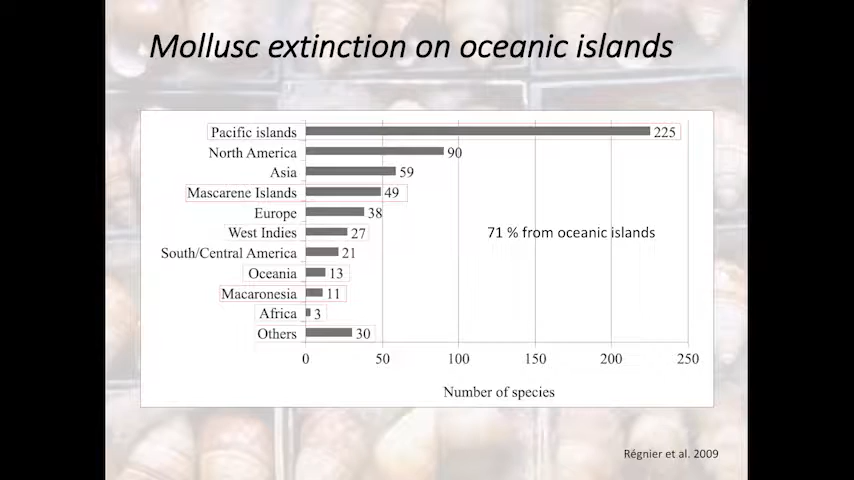 Mollusc extinction on oceanic islands
Pacific islands 225
North America 90
Asia 59
Mascarene Islands 49
Europe 38
West Indies 27
71 % from oceanic islands
South/Central America 21
Oceania 13
Macaronesia 11
Africa 3
Others 30
0 50 100 150 200 250
Number of species
Régnier et al. 2009